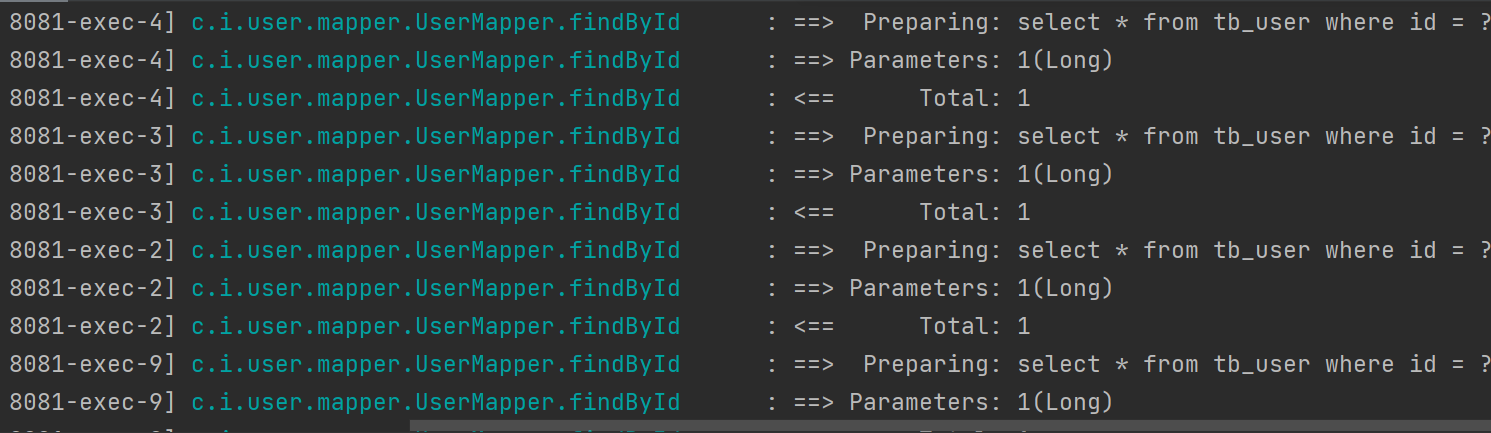 8081-exec-4] c.i.user.mapper.UserMapper.findById : ==>  Preparing: select * from tb_user where id = ?
8081-exec-4] c.i.user.mapper.UserMapper.findById : ==> Parameters: 1(Long)
8081-exec-4] c.i.user.mapper.UserMapper.findById : <==      Total: 1
8081-exec-3] c.i.user.mapper.UserMapper.findById : ==>  Preparing: select * from tb_user where id = ?
8081-exec-3] c.i.user.mapper.UserMapper.findById : ==> Parameters: 1(Long)
8081-exec-3] c.i.user.mapper.UserMapper.findById : <==      Total: 1
8081-exec-2] c.i.user.mapper.UserMapper.findById : ==>  Preparing: select * from tb_user where id = ?
8081-exec-2] c.i.user.mapper.UserMapper.findById : ==> Parameters: 1(Long)
8081-exec-2] c.i.user.mapper.UserMapper.findById : <==      Total: 1
8081-exec-9] c.i.user.mapper.UserMapper.findById : ==>  Preparing: select * from tb_user where id = ?
8081-exec-9] c.i.user.mapper.UserMapper.findById : ==> Parameters: 1(Long)